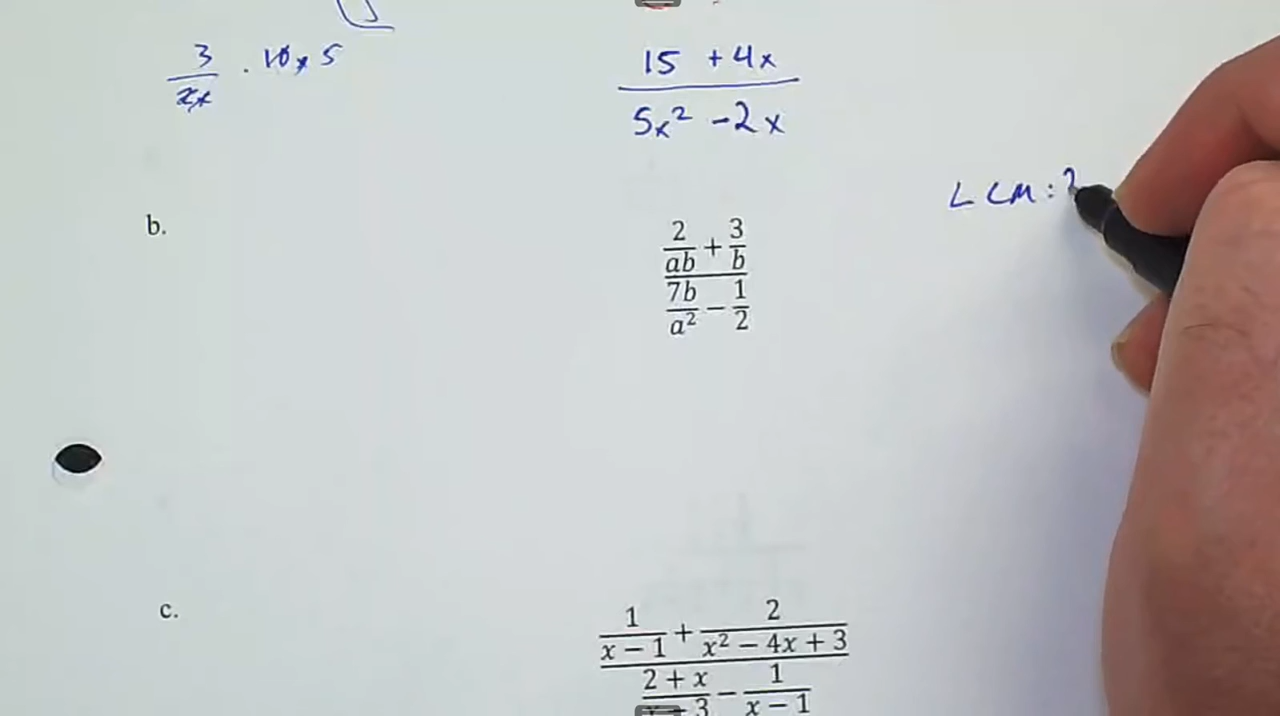 3/2x · 10x 5
15 + 4x
5x² - 2x
LCM: 2
b.
2/ab + 3/b
7b/a² − 1/2
c.
1/(x − 1) + 2/(x² − 4x + 3)
(2 + x)/(x − 3) − 1/(x − 1)